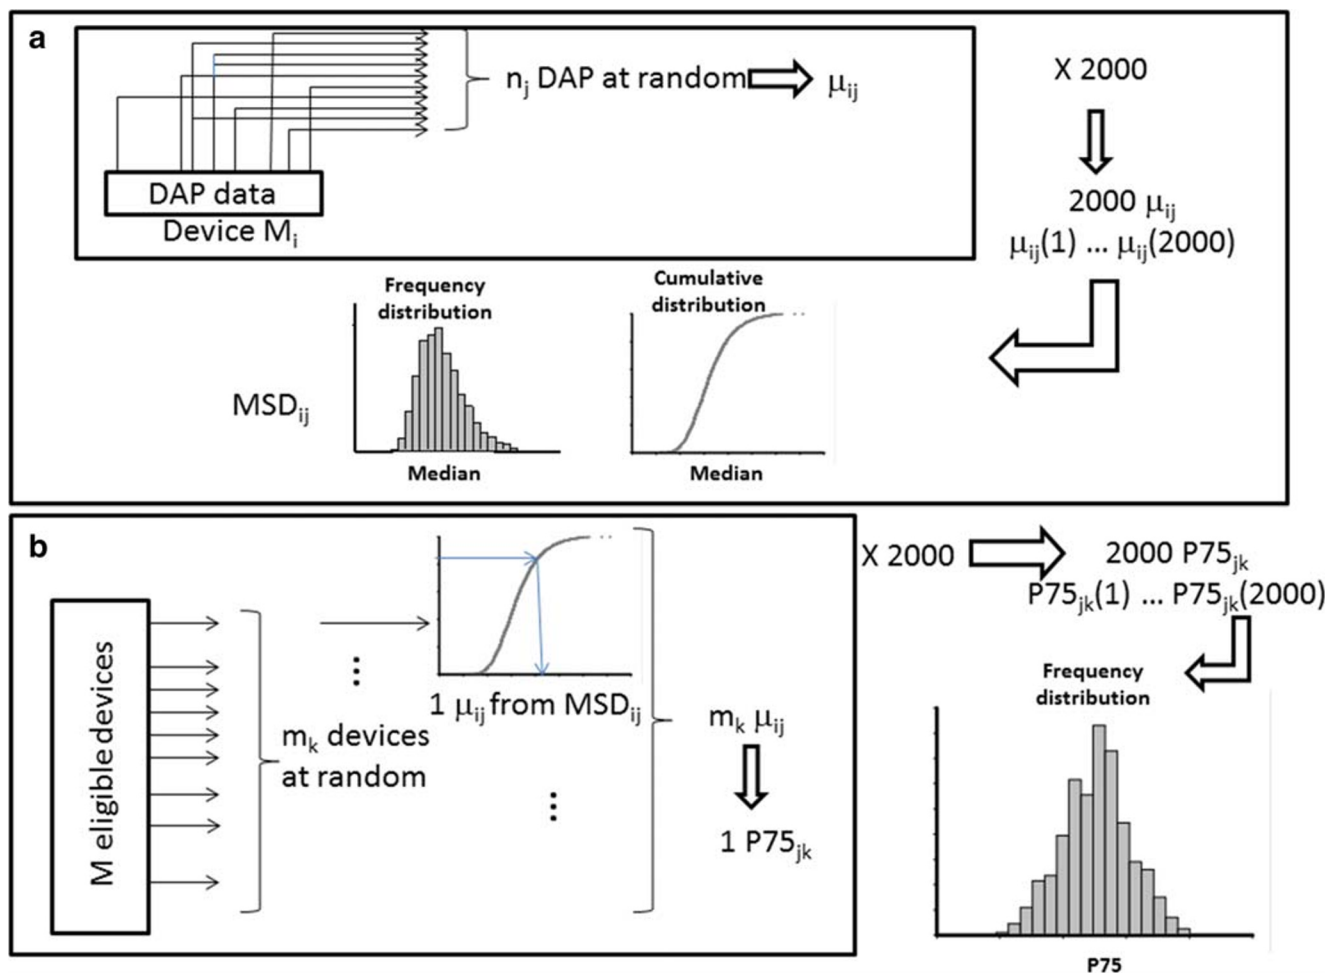 a
n_j DAP at random
μ_ij
DAP data
Device M_i
X 2000
2000 μ_ij
μ_ij(1) ... μ_ij(2000)
MSD_ij
Frequency
distribution
Median
Cumulative
distribution
Median
b
M eligible devices
m_k devices
at random
1 μ_ij from MSD_ij
m_k μ_ij
1 P75_jk
X 2000
2000 P75_jk
P75_jk(1) ... P75_jk(2000)
Frequency
distribution
P75